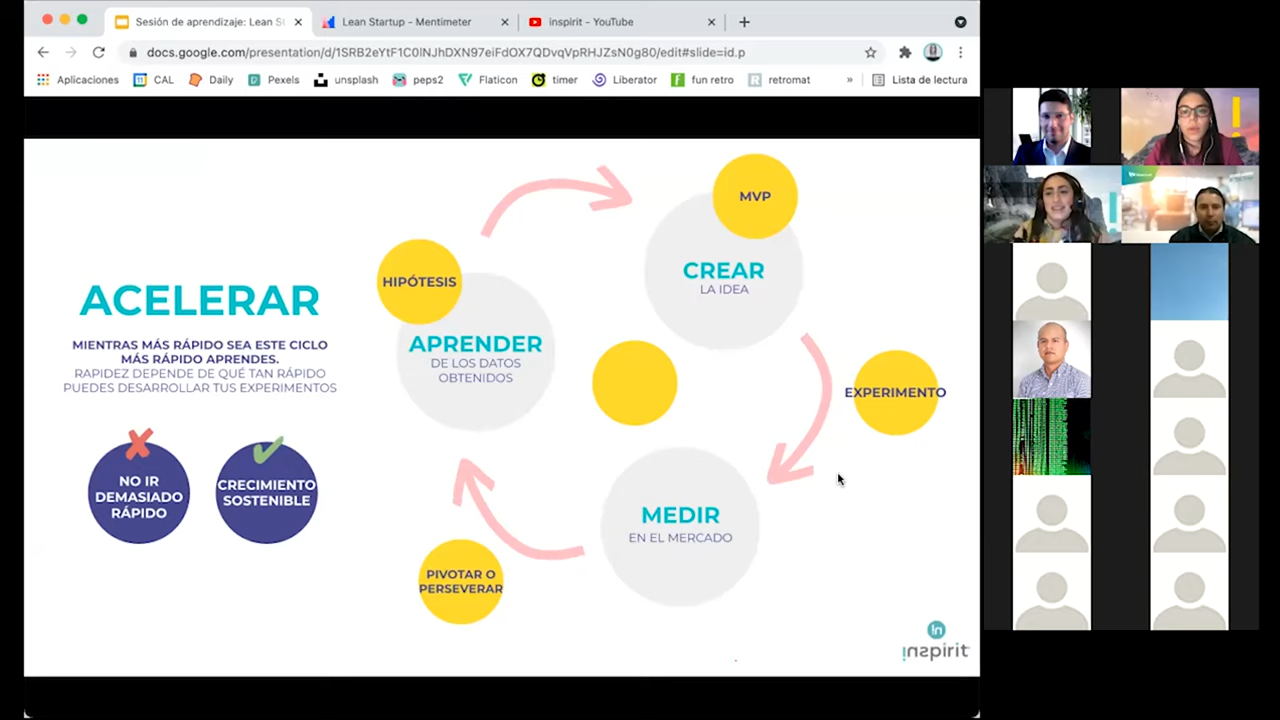 Sesión de aprendizaje: Lean St
Lean Startup - Mentimeter
inspirit - YouTube
docs.google.com/presentation/d/1SRB2eYtF1C0lNJhDXN97eiFdOX7QDvqVpRHJZsN0g80/edit#slide=id.p
Aplicaciones
CAL
Daily
Pexels
unsplash
peps2
Flaticon
timer
Liberator
fun retro
retromat
»
Lista de lectura
ACELERAR
MIENTRAS MÁS RÁPIDO SEA ESTE CICLO
MÁS RÁPIDO APRENDES.
RAPIDEZ DEPENDE DE QUÉ TAN RÁPIDO
PUEDES DESARROLLAR TUS EXPERIMENTOS
NO IR
DEMASIADO
RÁPIDO
CRECIMIENTO
SOSTENIBLE
HIPÓTESIS
APRENDER
DE LOS DATOS
OBTENIDOS
MVP
CREAR
LA IDEA
EXPERIMENTO
MEDIR
EN EL MERCADO
PIVOTAR O
PERSEVERAR
inspirit